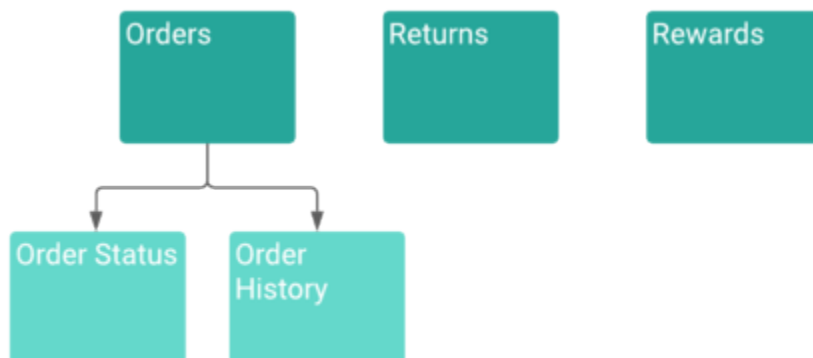 Orders
Returns
Rewards
Order Status
Order
History